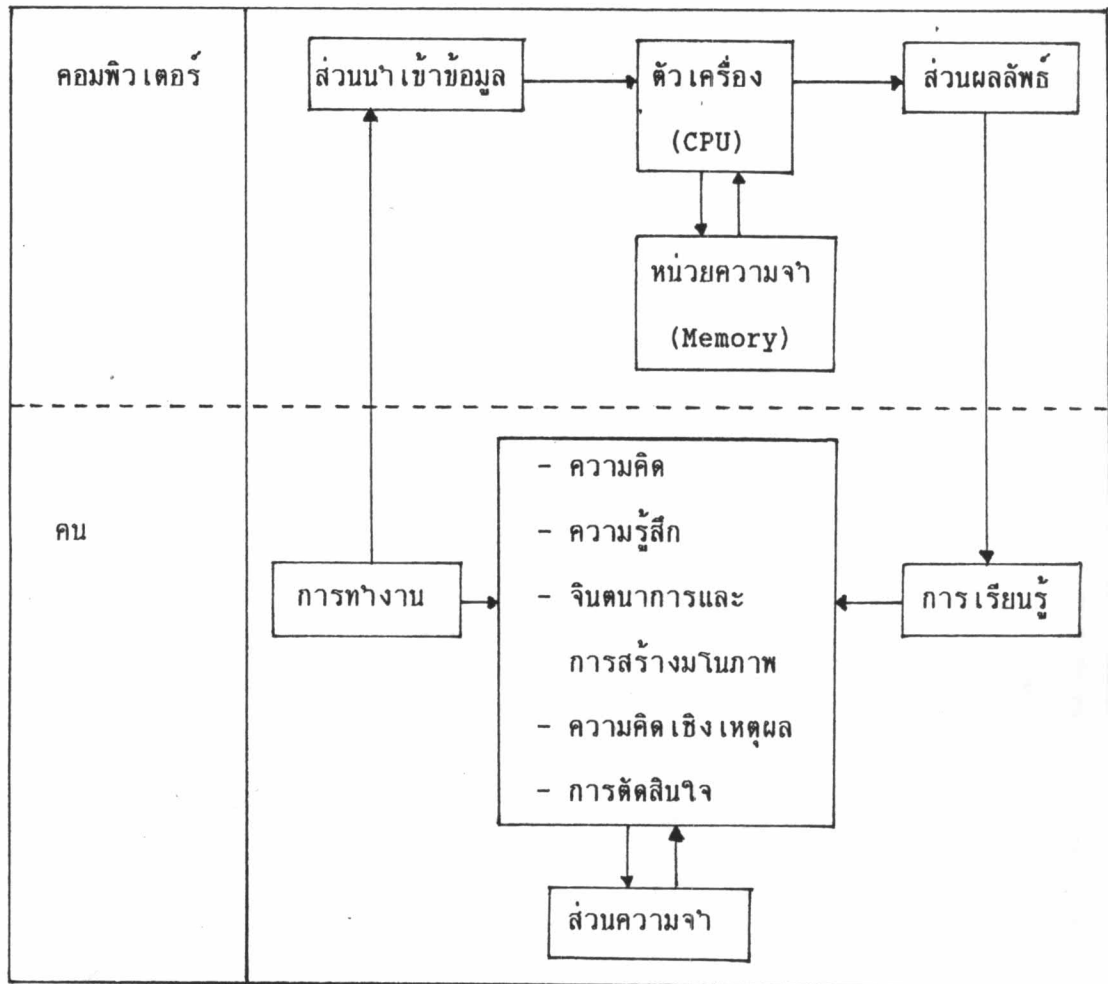 คอมพิวเตอร์
ส่วนนำเข้าข้อมูล
ตัวเครื่อง
(CPU)
ส่วนผลลัพธ์
หน่วยความจำ
(Memory)
คน
การทำงาน
- ความคิด
- ความรู้สึก
- จินตนาการและ
การสร้างมโนภาพ
- ความคิดเชิงเหตุผล
- การตัดสินใจ
การเรียนรู้
ส่วนความจำ